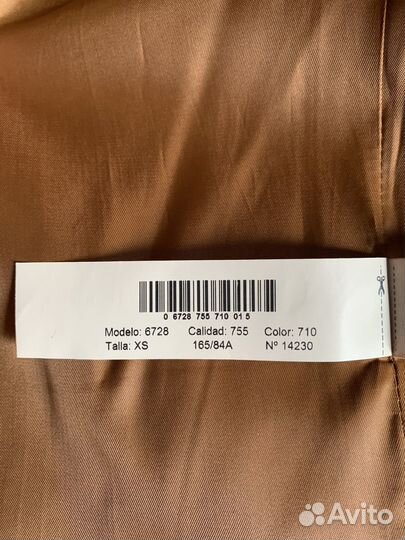 0 6728 755 710 01 5
Modelo: 6728 Calidad: 755 Color: 710
Talla: XS 165/84A Nº 14230
Avito